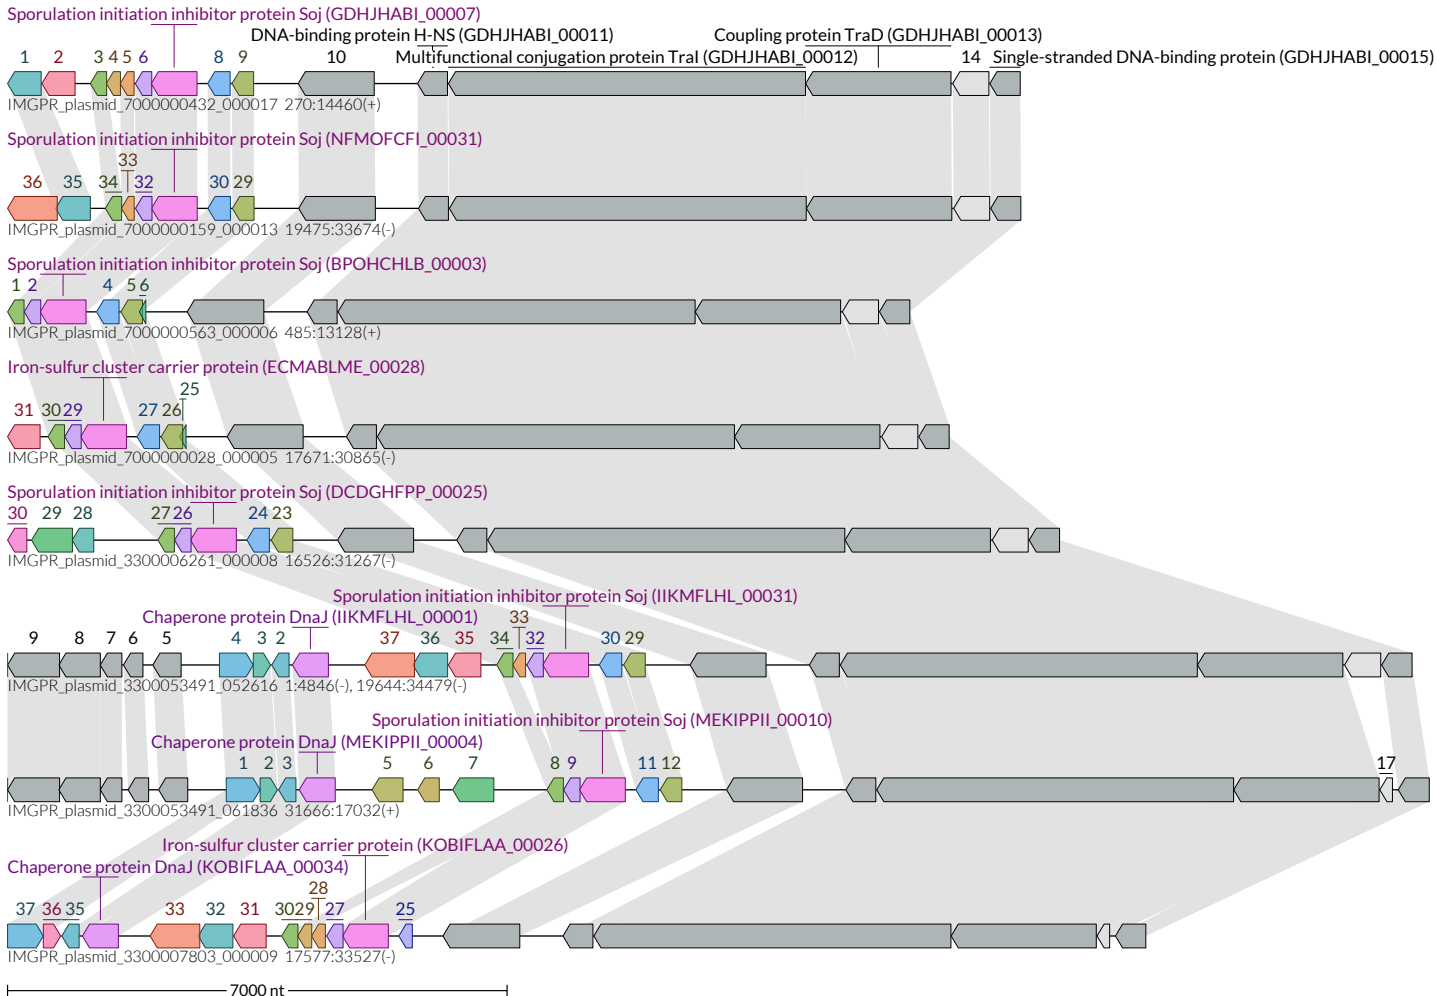 Sporulation initiation inhibitor protein Soj (GDHJHABI_00007)
DNA-binding protein H-NS (GDHJHABI_00011) Coupling protein TraD (GDHJHABI_00013)
1 2 3 4 5 6 8 9 10 Multifunctional conjugation protein TraI (GDHJHABI_00012) 14 Single-stranded DNA-binding protein (GDHJHABI_00015)
IMGPR_plasmid_7000000432_000017 270:14460(+)
Sporulation initiation inhibitor protein Soj (NFMOFCFI_00031)
33
36 35 34 32 30 29
IMGPR_plasmid_7000000159_000013 19475:33674(-)
Sporulation initiation inhibitor protein Soj (BPOHCHLB_00003)
1 2 4 5 6
IMGPR_plasmid_7000000563_000006 485:13128(+)
Iron-sulfur cluster carrier protein (ECMABLME_00028)
25
31 30 29 27 26
IMGPR_plasmid_7000000028_000005 17671:30865(-)
Sporulation initiation inhibitor protein Soj (DCDGHFPP_00025)
30 29 28 27 26 24 23
IMGPR_plasmid_3300006261_000008 16526:31267(-)
Sporulation initiation inhibitor protein Soj (IIKMFLHL_00031)
Chaperone protein DnaJ (IIKMFLHL_00001) 33
9 8 7 6 5 4 3 2 37 36 35 34 32 30 29
IMGPR_plasmid_3300053491_052616 1:4846(-), 19644:34479(-)
Sporulation initiation inhibitor protein Soj (MEKIPPII_00010)
Chaperone protein DnaJ (MEKIPPII_00004)
1 2 3 5 6 7 8 9 11 12 17
IMGPR_plasmid_3300053491_061836 31666:17032(+)
Iron-sulfur cluster carrier protein (KOBIFLAA_00026)
Chaperone protein DnaJ (KOBIFLAA_00034)
28
37 36 35 33 32 31 30 29 27 25
IMGPR_plasmid_3300007803_000009 17577:33527(-)
7000 nt